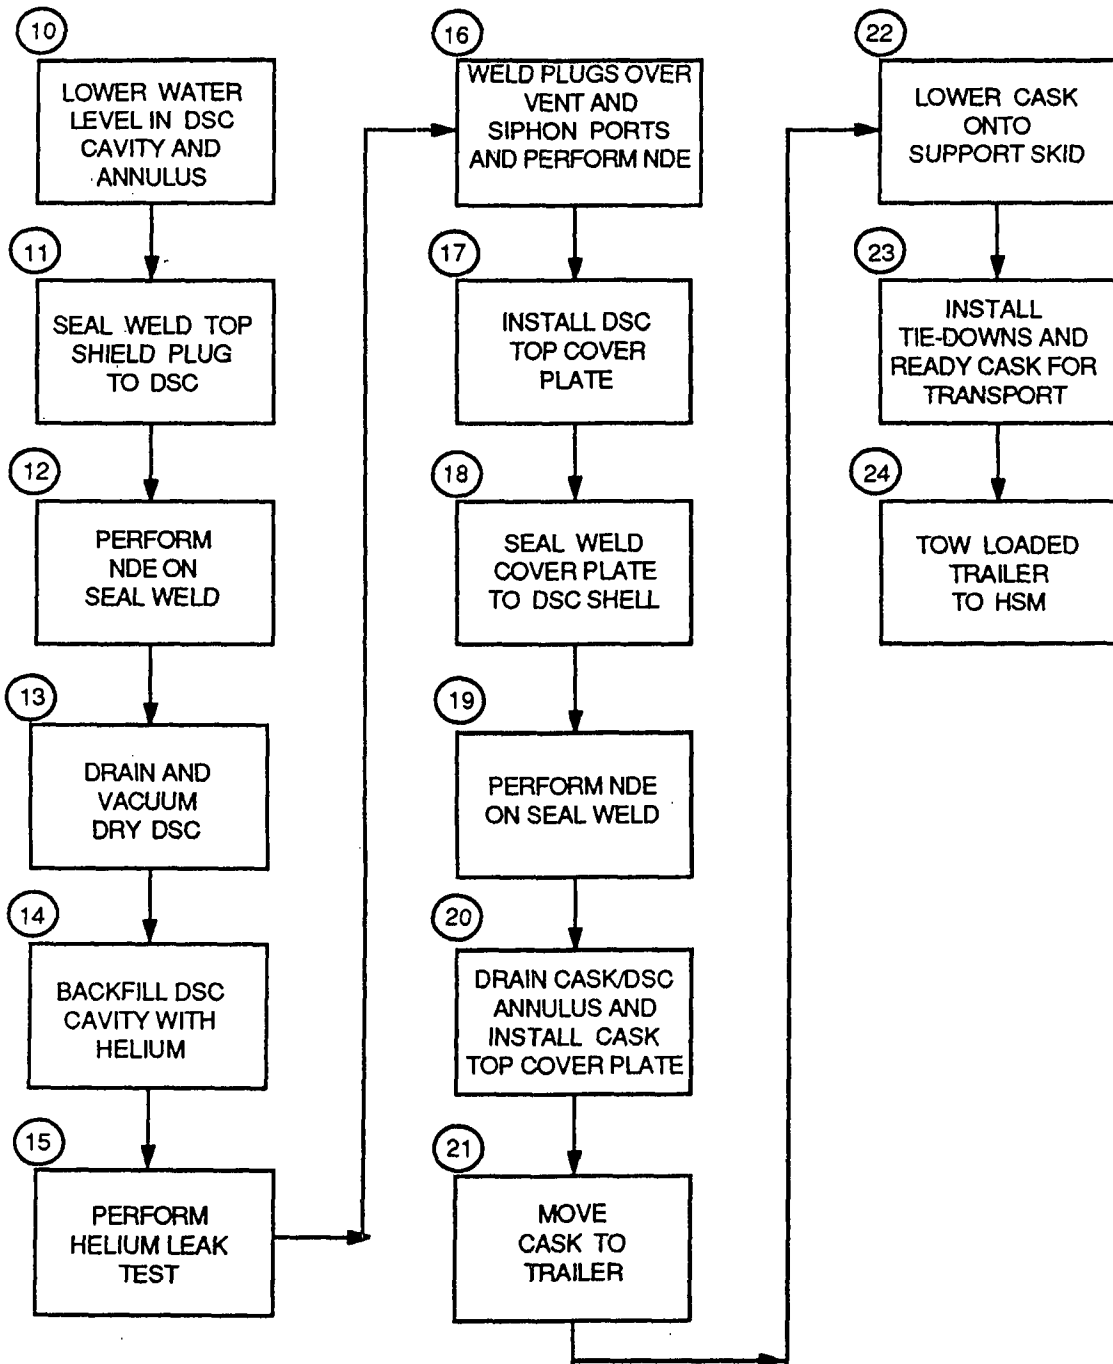 10
LOWER WATER
LEVEL IN DSC
CAVITY AND
ANNULUS
11
SEAL WELD TOP
SHIELD PLUG
TO DSC
12
PERFORM
NDE ON
SEAL WELD
13
DRAIN AND
VACUUM
DRY DSC
14
BACKFILL DSC
CAVITY WITH
HELIUM
15
PERFORM
HELIUM LEAK
TEST
16
WELD PLUGS OVER
VENT AND
SIPHON PORTS
AND PERFORM NDE
17
INSTALL DSC
TOP COVER
PLATE
18
SEAL WELD
COVER PLATE
TO DSC SHELL
19
PERFORM NDE
ON SEAL WELD
20
DRAIN CASK/DSC
ANNULUS AND
INSTALL CASK
TOP COVER PLATE
21
MOVE
CASK TO
TRAILER
22
LOWER CASK
ONTO
SUPPORT SKID
23
INSTALL
TIE-DOWNS AND
READY CASK FOR
TRANSPORT
24
TOW LOADED
TRAILER
TO HSM